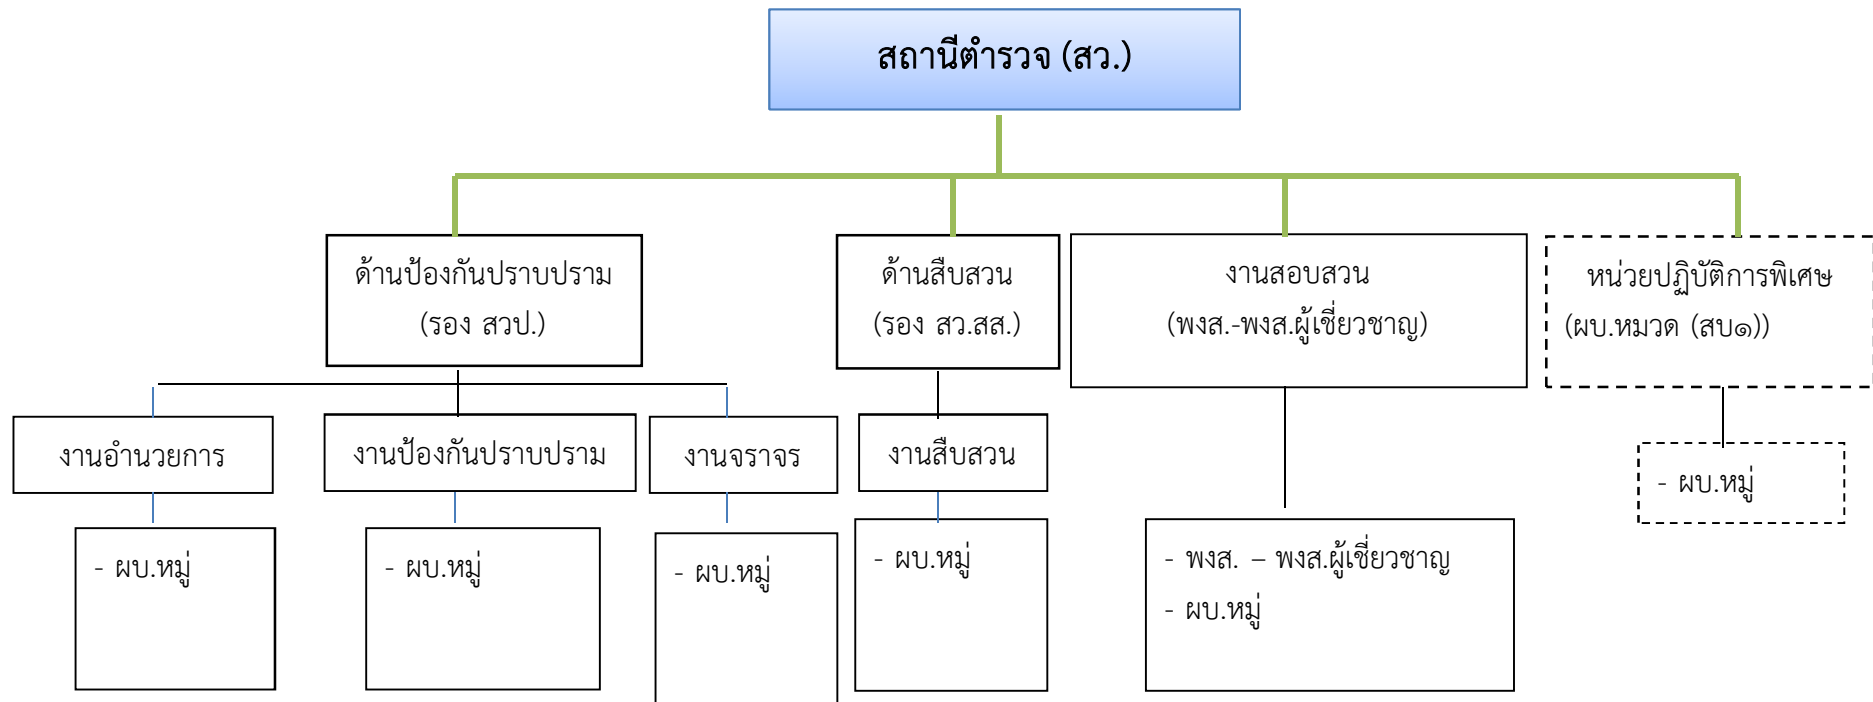 สถานีตำรวจ (สว.)
ด้านป้องกันปราบปราม
(รอง สวป.)
ด้านสืบสวน
(รอง สว.สส.)
งานสอบสวน
(พงส.-พงส.ผู้เชี่ยวชาญ)
หน่วยปฏิบัติการพิเศษ
(ผบ.หมวด (สบ๑))
งานอำนวยการ
งานป้องกันปราบปราม
งานจราจร
งานสืบสวน
- ผบ.หมู่
- ผบ.หมู่
- ผบ.หมู่
- ผบ.หมู่
- พงส. – พงส.ผู้เชี่ยวชาญ
- ผบ.หมู่
- ผบ.หมู่